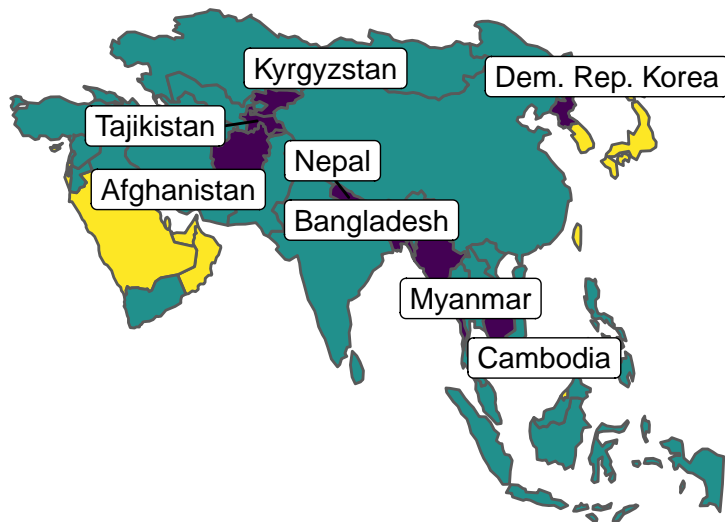 Kyrgyzstan
Dem. Rep. Korea
Tajikistan
Nepal
Afghanistan
Bangladesh
Myanmar
Cambodia